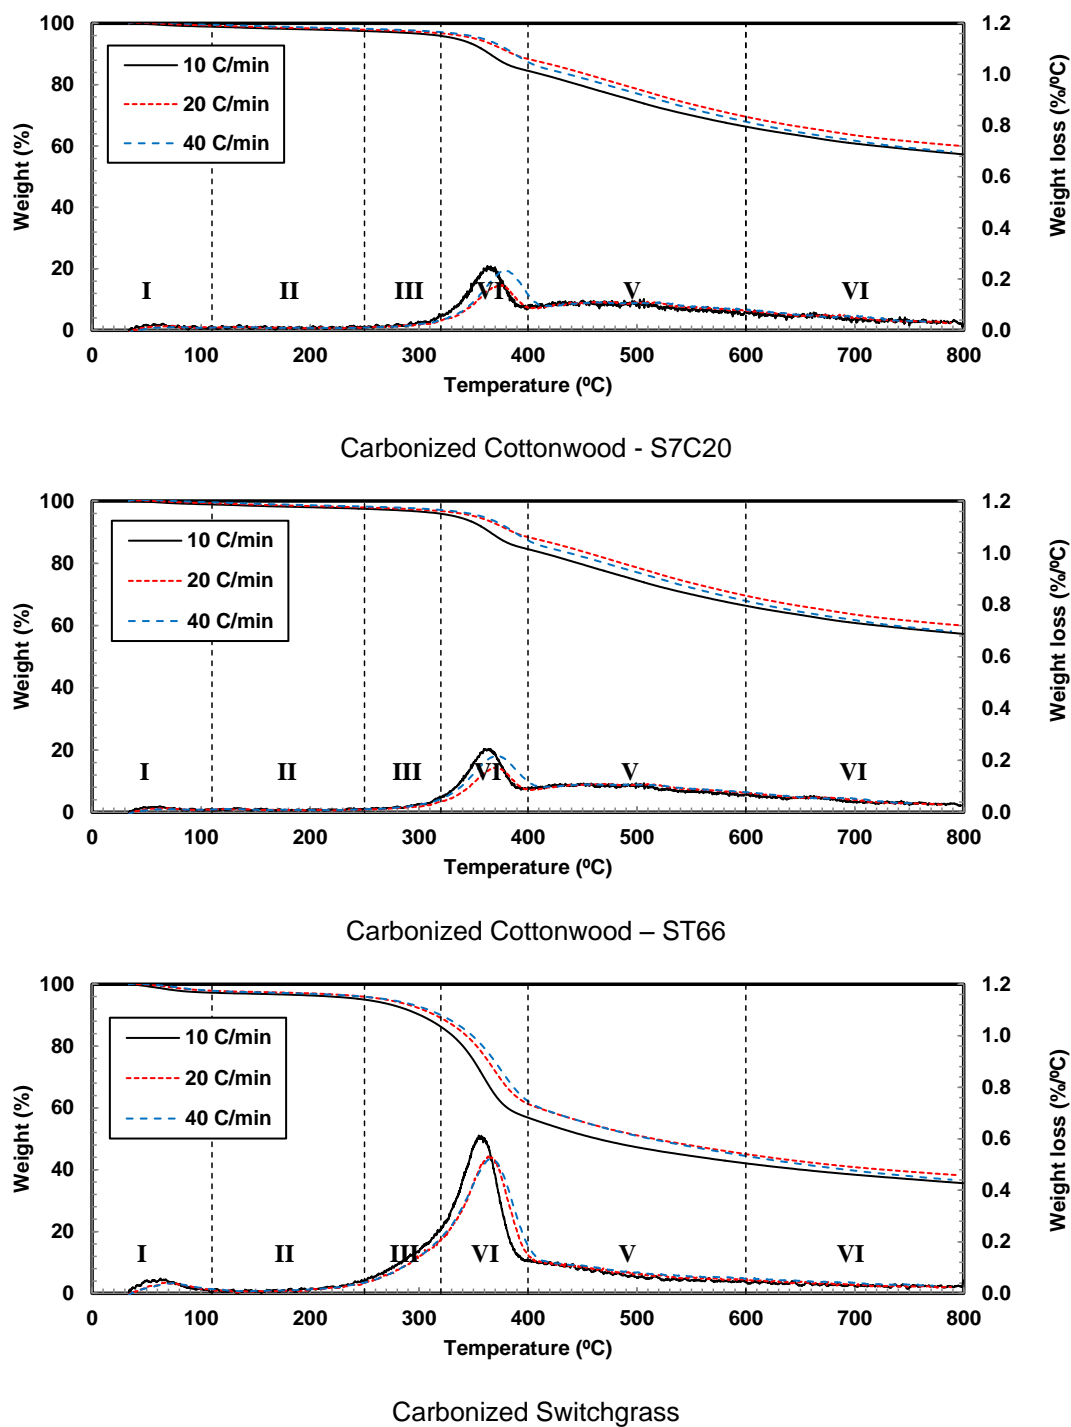 100 1.2
10 C/min
80 1.0
20 C/min
0.8
40 C/min
60
0.6
40
0.4
20 0.2
I II III VI V VI
0 0.0
0 100 200 300 400 500 600 700 800
Weight (%)
Weight loss (%/ºC)
Temperature (ºC)
Carbonized Cottonwood - S7C20
100 1.2
10 C/min
80 1.0
20 C/min
0.8
40 C/min
60
0.6
40
0.4
20 0.2
I II III VI V VI
0 0.0
0 100 200 300 400 500 600 700 800
Weight (%)
Weight loss (%/ºC)
Temperature (ºC)
Carbonized Cottonwood – ST66
100 1.2
10 C/min
80 1.0
20 C/min
0.8
40 C/min
60
0.6
40
0.4
20 0.2
I II III VI V VI
0 0.0
0 100 200 300 400 500 600 700 800
Weight (%)
Weight loss (%/ºC)
Temperature (ºC)
Carbonized Switchgrass